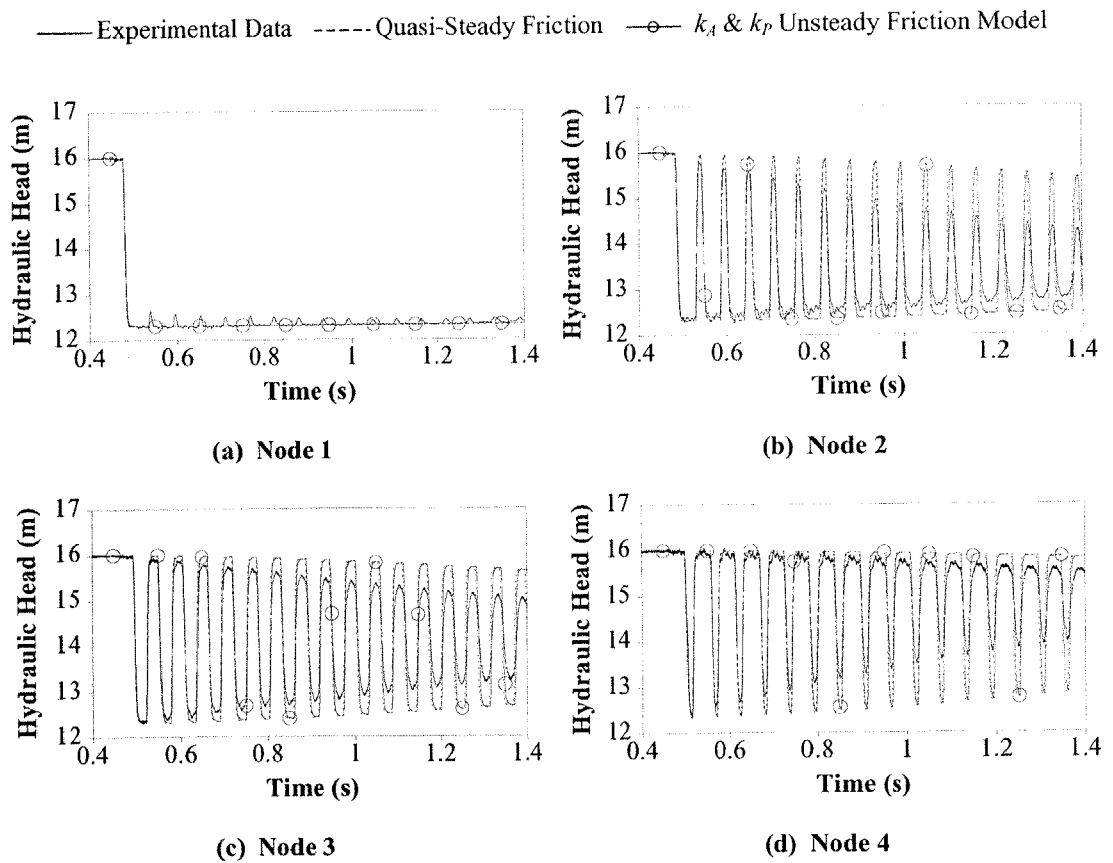 Experimental Data Quasi-Steady Friction kA & kP Unsteady Friction Model
Hydraulic Head (m)
17
16
15
14
13
12
0.4 0.6 0.8 1 1.2 1.4
Time (s)
(a) Node 1
Hydraulic Head (m)
17
16
15
14
13
12
0.4 0.6 0.8 1 1.2 1.4
Time (s)
(b) Node 2
Hydraulic Head (m)
17
16
15
14
13
12
0.4 0.6 0.8 1 1.2 1.4
Time (s)
(c) Node 3
Hydraulic Head (m)
17
16
15
14
13
12
0.4 0.6 0.8 1 1.2 1.4
Time (s)
(d) Node 4